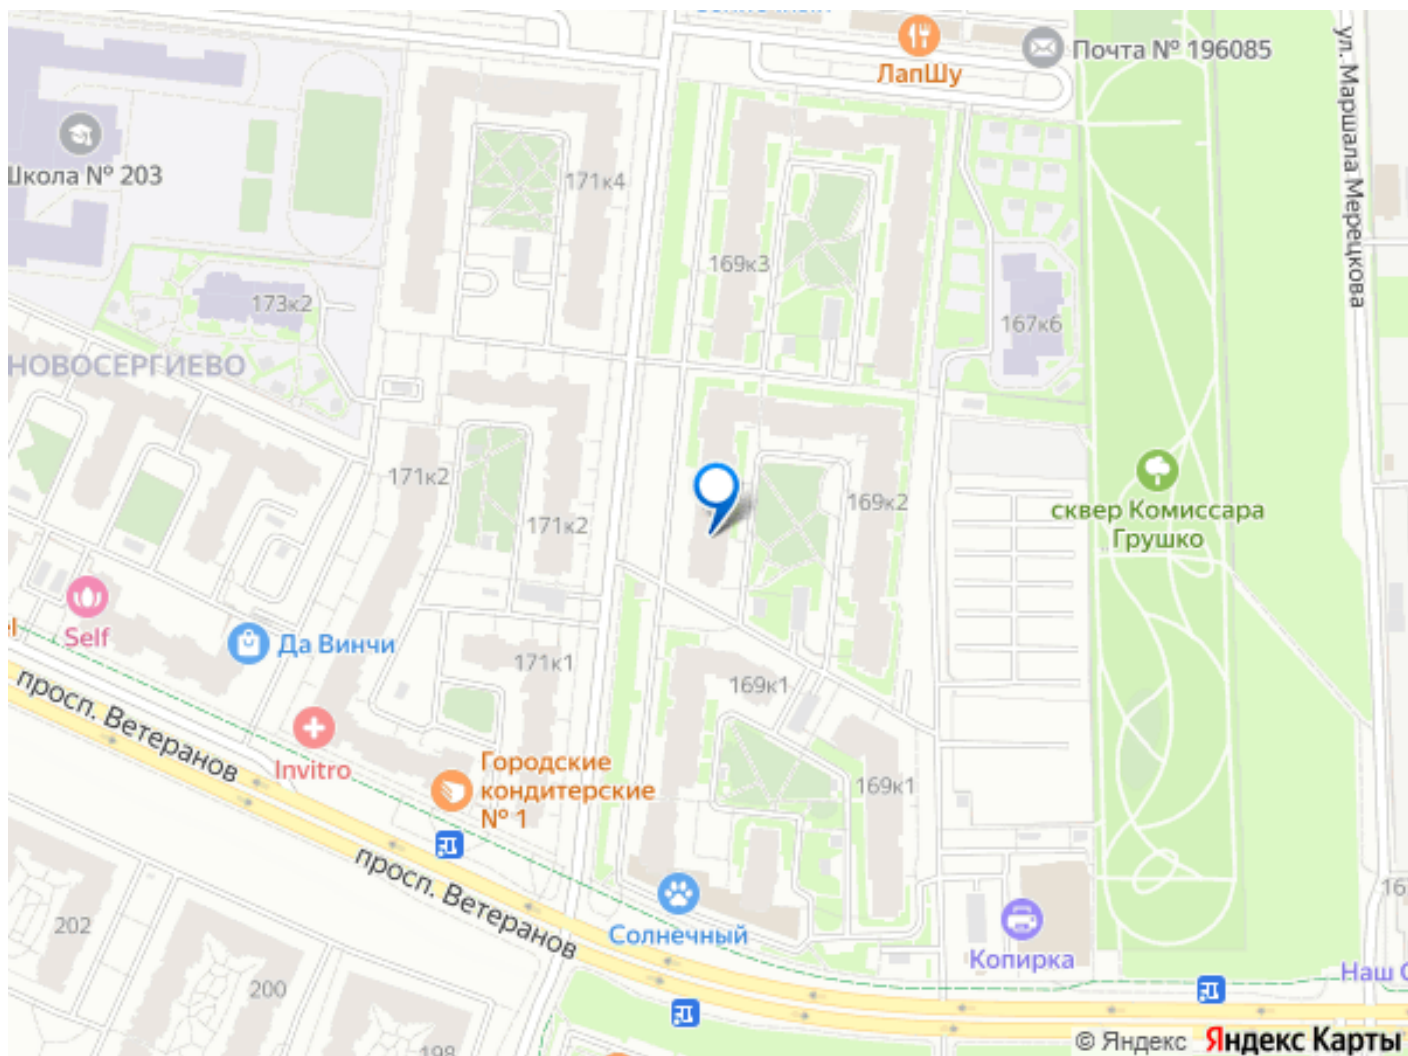 ЛапШу
Почта № 196085
ул. Маршала Мерецкова
Школа № 203
171к4
169к3
173к2
167к6
НОВОСЕРГИЕВО
171к2
171к2
169к2
сквер Комиссара
Грушко
Self
Да Винчи
171к1
169к1
просп. Ветеранов
Invitro
Городские
кондитерские
№ 1
169к1
просп. Ветеранов
Солнечный
Копирка
202
200
198
© Яндекс
Яндекс Карты